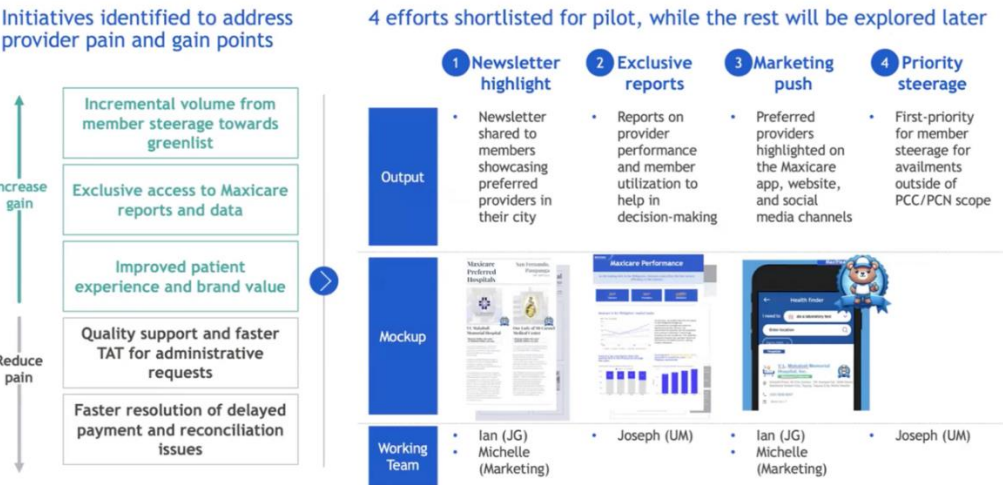 Initiatives identified to address
provider pain and gain points
4 efforts shortlisted for pilot, while the rest will be explored later
Increase
gain
Incremental volume from
member steerage towards
greenlist
Exclusive access to Maxicare
reports and data
Improved patient
experience and brand value
Reduce
pain
Quality support and faster
TAT for administrative
requests
Faster resolution of delayed
payment and reconciliation
issues
1 Newsletter
highlight
2 Exclusive
reports
3 Marketing
push
4 Priority
steerage
Output
• Newsletter
shared to
members
showcasing
preferred
providers in
their city
• Reports on
provider
performance
and member
utilization to
help in
decision-making
• Preferred
providers
highlighted on
the Maxicare
app, website,
and social
media channels
• First-priority
for member
steerage for
availments
outside of
PCC/PCN scope
Mockup
Maxicare
Preferred
Hospitals
San Fernando,
Pampanga
Maxicare Performance
Health Finder
Enter location
Working
Team
• Ian (JG)
• Michelle
(Marketing)
• Joseph (UM)
• Ian (JG)
• Michelle
(Marketing)
• Joseph (UM)